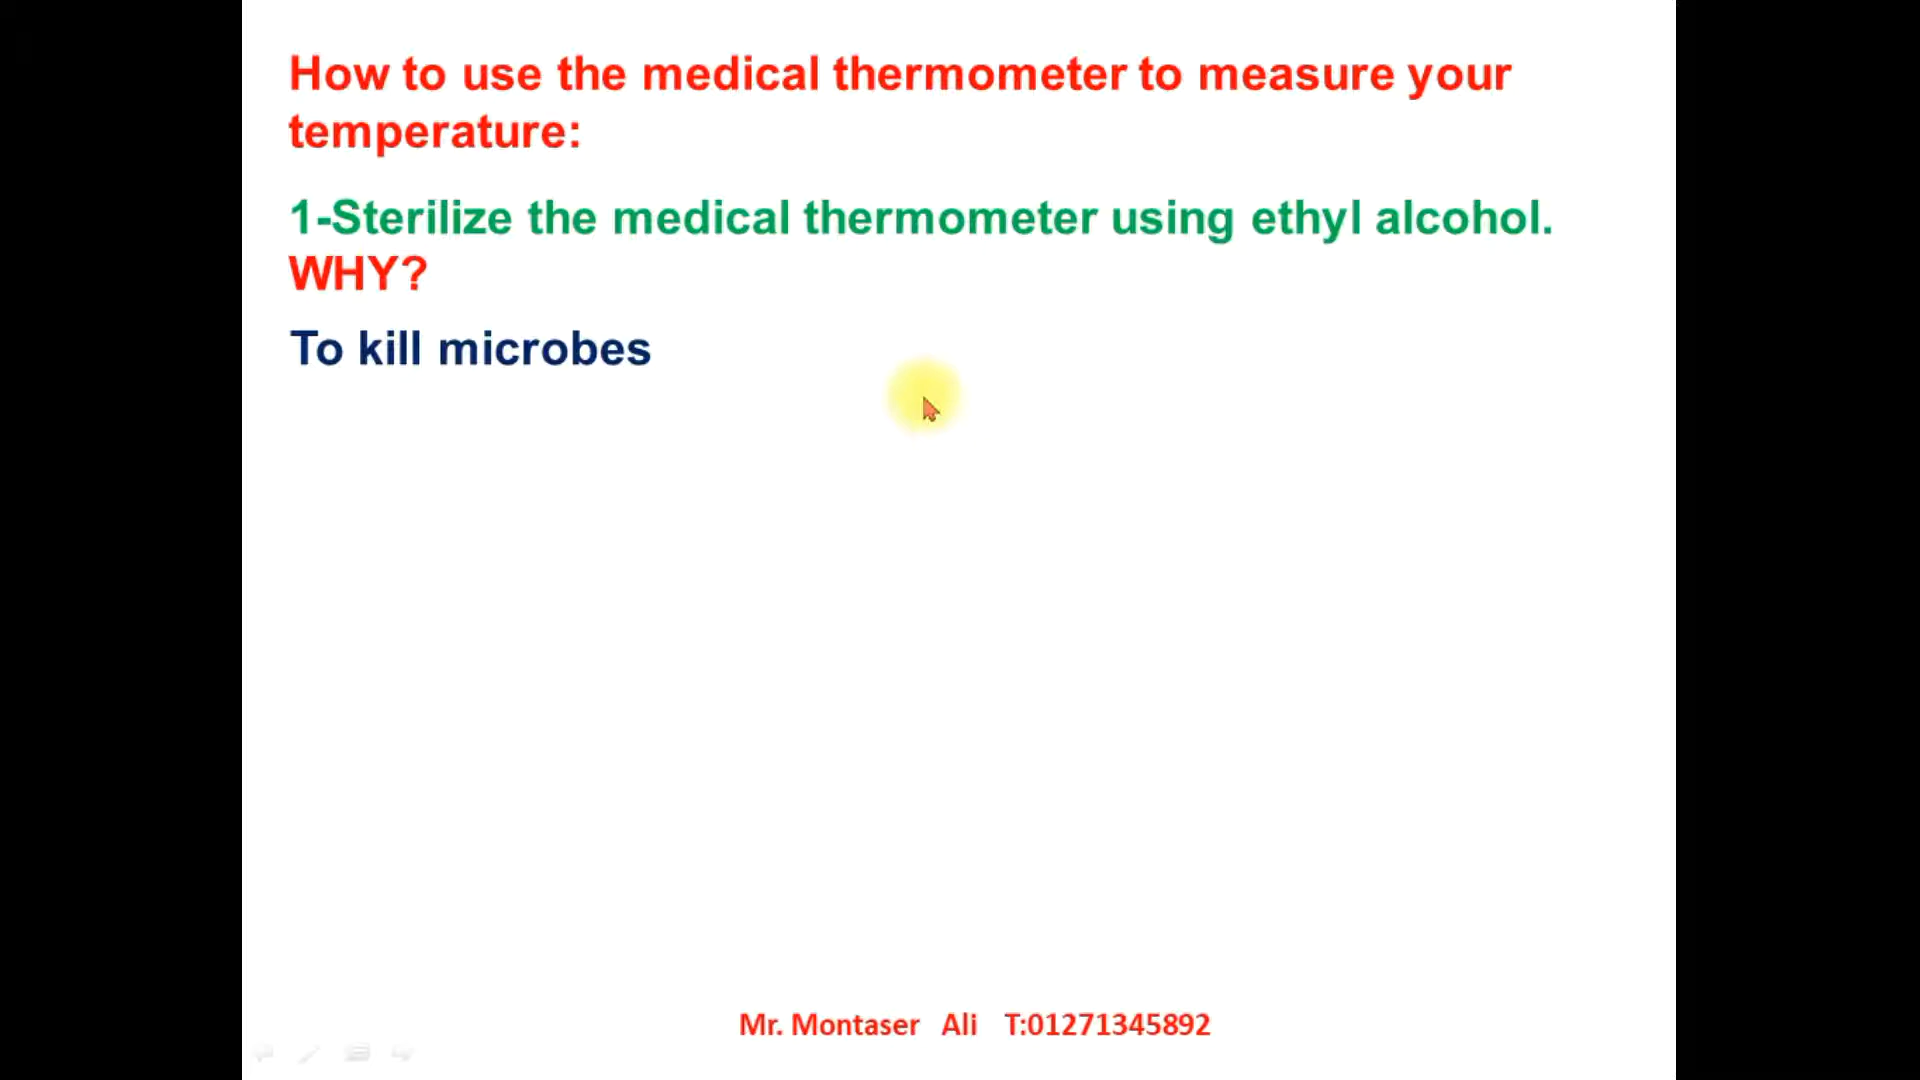 How to use the medical thermometer to measure your
temperature:
1-Sterilize the medical thermometer using ethyl alcohol.
WHY?
To kill microbes
Mr. Montaser Ali T:01271345892